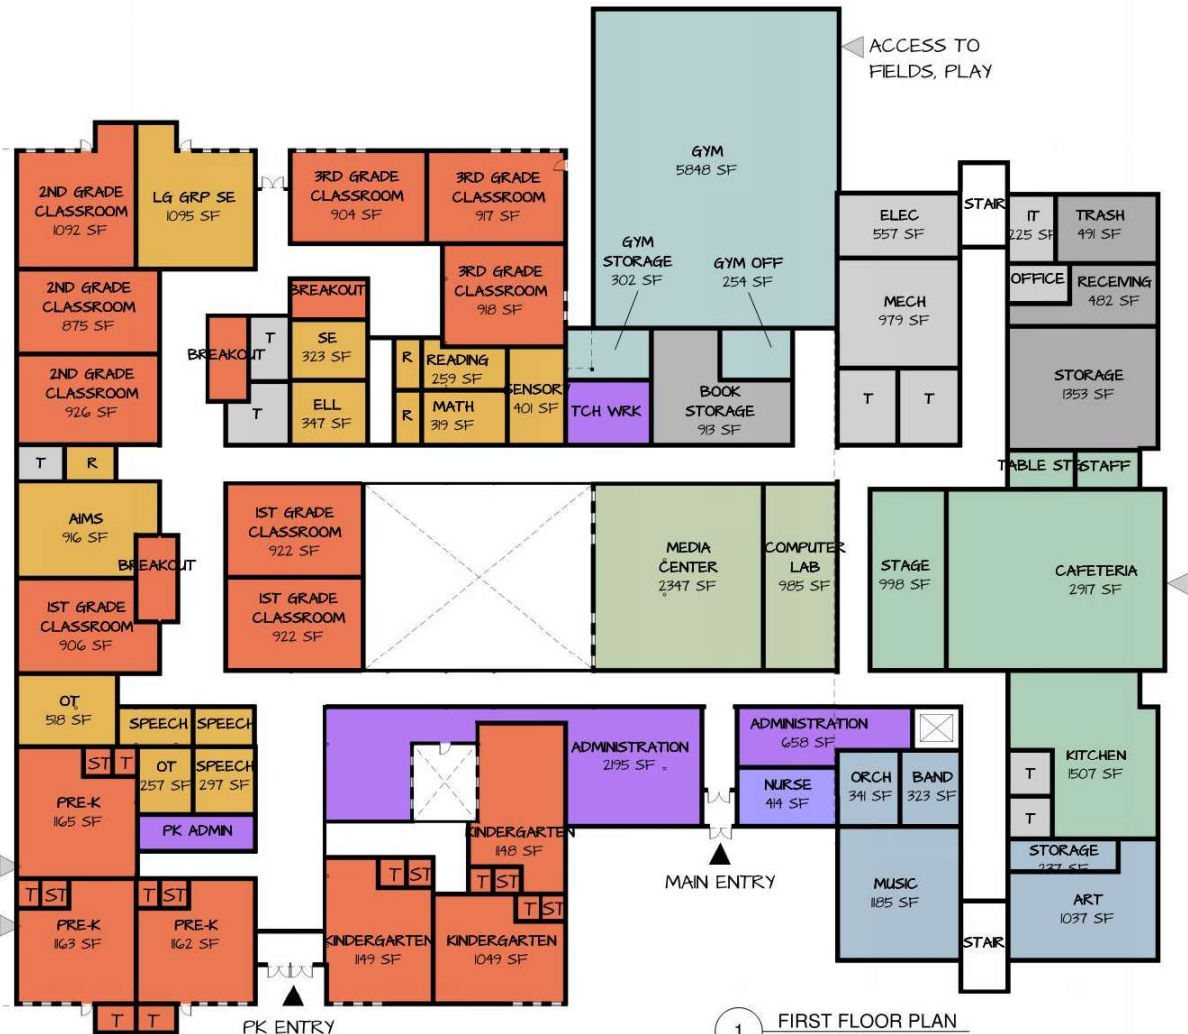 ACCESS TO
FIELDS, PLAY
GYM
5848 SF
2ND GRADE
CLASSROOM
1092 SF
LG GRP SE
1095 SF
3RD GRADE
CLASSROOM
904 SF
3RD GRADE
CLASSROOM
917 SF
STAIR
ELEC
557 SF
IT
225 SF
TRASH
491 SF
GYM
STORAGE
302 SF
GYM OFF
254 SF
2ND GRADE
CLASSROOM
875 SF
BREAKOUT
3RD GRADE
CLASSROOM
918 SF
MECH
979 SF
OFFICE
RECEIVING
482 SF
BREAKOUT
T
SE
323 SF
R
READING
259 SF
2ND GRADE
CLASSROOM
926 SF
T
ELL
347 SF
R
MATH
319 SF
SENSORY
401 SF
TCH WRK
BOOK
STORAGE
913 SF
T
T
STORAGE
1353 SF
T
R
TABLE ST
STAFF
AIMS
916 SF
BREAKOUT
1ST GRADE
CLASSROOM
922 SF
MEDIA
CENTER
2347 SF
COMPUTER
LAB
985 SF
STAGE
998 SF
CAFETERIA
2917 SF
1ST GRADE
CLASSROOM
906 SF
1ST GRADE
CLASSROOM
922 SF
OT
518 SF
SPEECH
SPEECH
ST
T
OT
257 SF
SPEECH
297 SF
PRE-K
1165 SF
PK ADMIN
ADMINISTRATION
2195 SF
ADMINISTRATION
658 SF
NURSE
414 SF
ORCH
341 SF
BAND
323 SF
KITCHEN
1507 SF
T
T
KINDERGARTEN
1148 SF
MAIN ENTRY
STORAGE
237 SF
T
ST
T
ST
T
ST
T
ST
T
ST
PRE-K
1163 SF
PRE-K
1162 SF
KINDERGARTEN
1149 SF
KINDERGARTEN
1049 SF
MUSIC
1185 SF
STAIR
ART
1037 SF
T
T
PK ENTRY
1
FIRST FLOOR PLAN